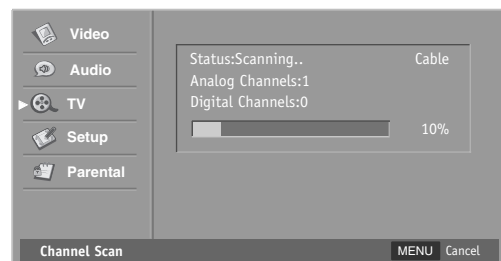 Video
Audio
TV
Setup
Parental
Status:Scanning.. Cable
Analog Channels:1
Digital Channels:0
10%
Channel Scan MENU Cancel